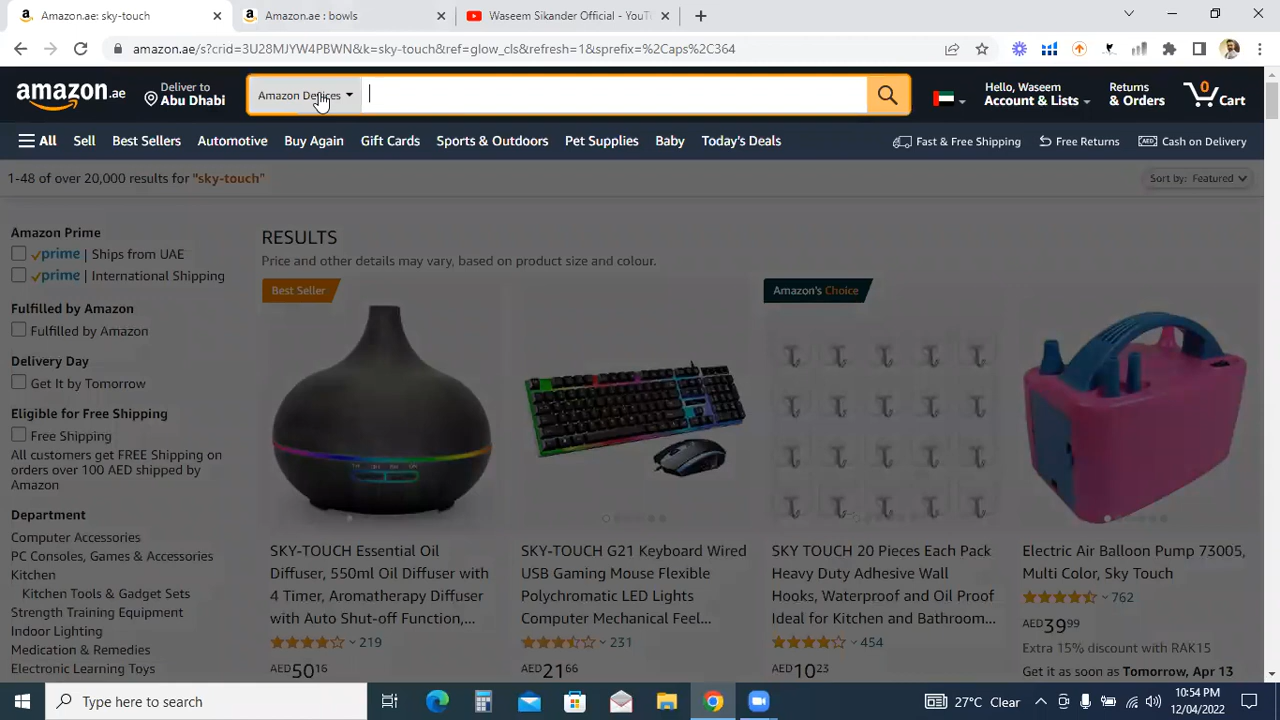 Amazon.ae: sky-touch
Amazon.ae : bowls
Waseem Sikander Official - YouT
amazon.ae/s?crid=3U28MJYW4PBWN&k=sky-touch&ref=glow_cls&refresh=1&sprefix=%2Caps%2C364
amazon.ae
Deliver to
Abu Dhabi
Amazon Devices
Hello, Waseem
Account & Lists
Returns
& Orders
0
Cart
All
Sell
Best Sellers
Automotive
Buy Again
Gift Cards
Sports & Outdoors
Pet Supplies
Baby
Today's Deals
Fast & Free Shipping
Free Returns
AED
Cash on Delivery
1-48 of over 20,000 results for "sky-touch"
Sort by: Featured
Amazon Prime
prime | Ships from UAE
prime | International Shipping
Fulfilled by Amazon
Fulfilled by Amazon
Delivery Day
Get It by Tomorrow
Eligible for Free Shipping
Free Shipping
All customers get FREE Shipping on
orders over 100 AED shipped by
Amazon
Department
Computer Accessories
PC Consoles, Games & Accessories
Kitchen
Kitchen Tools & Gadget Sets
Strength Training Equipment
Indoor Lighting
Medication & Remedies
Electronic Learning Toys
RESULTS
Price and other details may vary, based on product size and colour.
Best Seller
SKY-TOUCH Essential Oil
Diffuser, 550ml Oil Diffuser with
4 Timer, Aromatherapy Diffuser
with Auto Shut-off Function,...
219
AED5016
SKY-TOUCH G21 Keyboard Wired
USB Gaming Mouse Flexible
Polychromatic LED Lights
Computer Mechanical Feel...
231
AED2166
Amazon's Choice
SKY TOUCH 20 Pieces Each Pack
Heavy Duty Adhesive Wall
Hooks, Waterproof and Oil Proof
Ideal for Kitchen and Bathroom...
454
AED1023
Electric Air Balloon Pump 73005,
Multi Color, Sky Touch
762
AED3999
Extra 15% discount with RAK15
Get it as soon as Tomorrow, Apr 13
Type here to search
27°C Clear
10:54 PM
12/04/2022